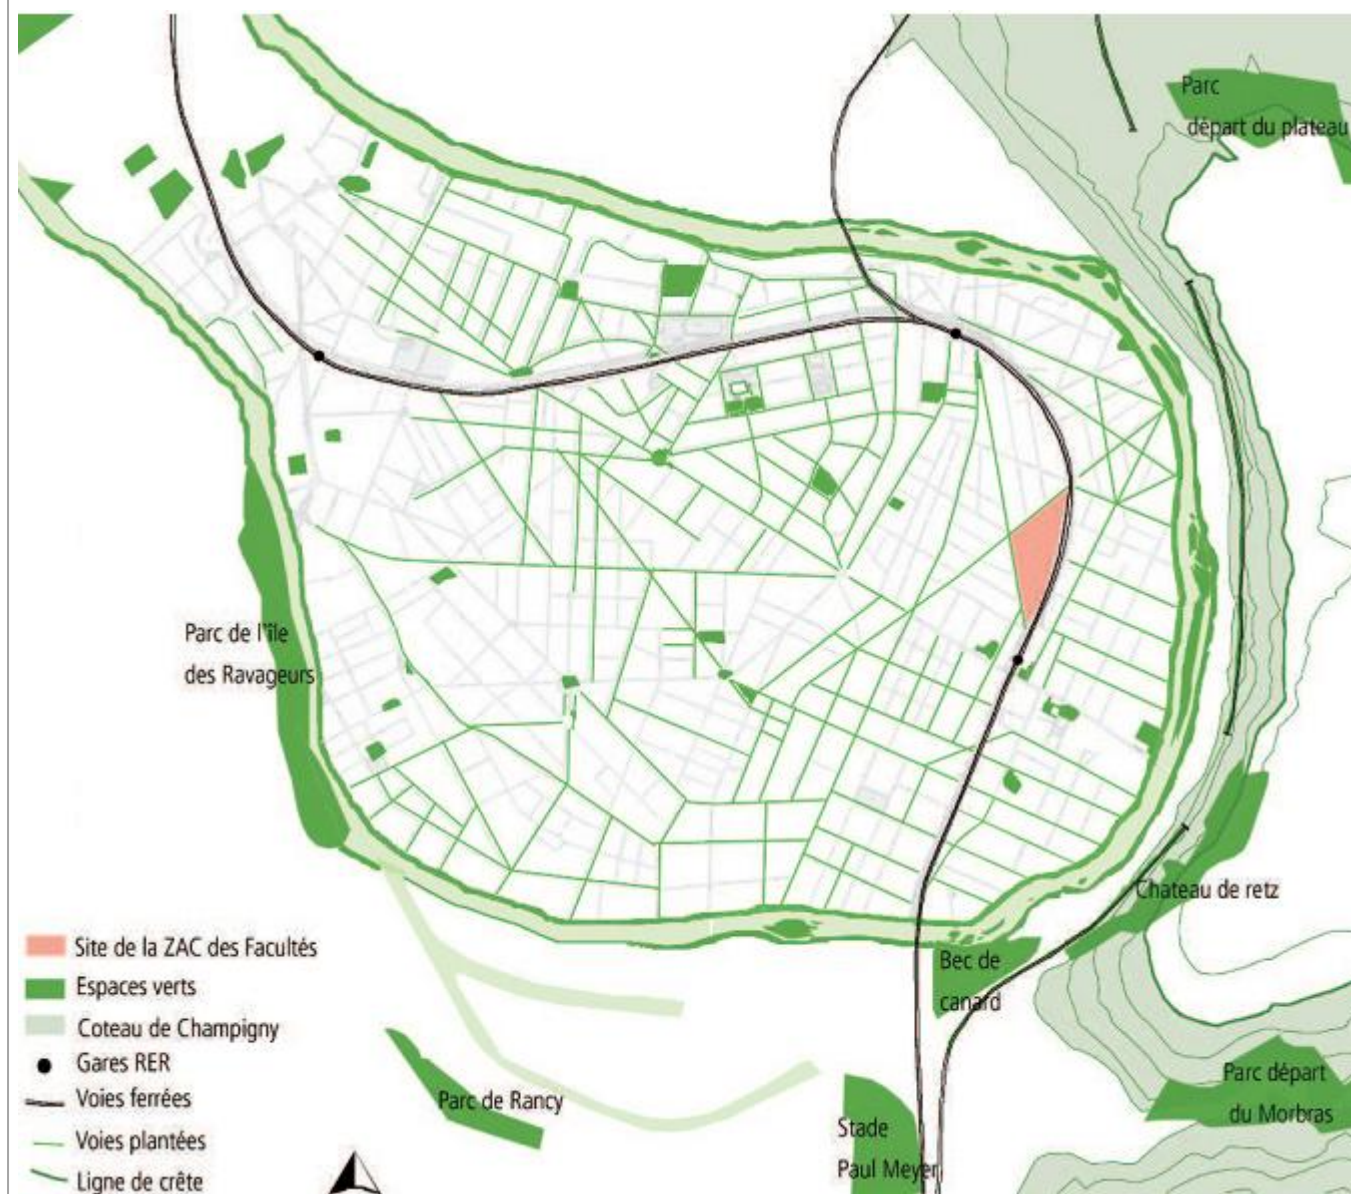 Parc
départ du plateau
Parc de l'île
des Ravageurs
Chateau de retz
Bec de
canard
Parc départ
du Morbras
Parc de Rancy
Stade
Paul Meyer
Site de la ZAC des Facultés
Espaces verts
Coteau de Champigny
Gares RER
Voies ferrées
Voies plantées
Ligne de crête